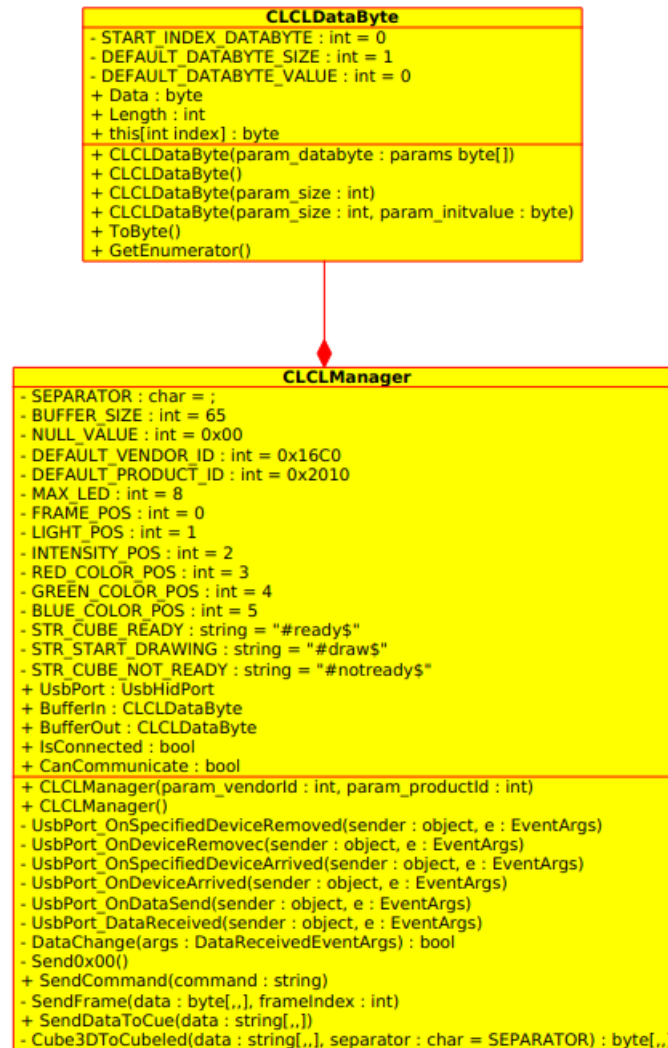 CLCLDataByte
- START_INDEX_DATABYTE : int = 0
- DEFAULT_DATABYTE_SIZE : int = 1
- DEFAULT_DATABYTE_VALUE : int = 0
+ Data : byte
+ Length : int
+ this[int index] : byte
+ CLCLDataByte(param_databyte : params byte[])
+ CLCLDataByte()
+ CLCLDataByte(param_size : int)
+ CLCLDataByte(param_size : int, param_initvalue : byte)
+ ToByte()
+ GetEnumerator()
CLCLManager
- SEPARATOR : char = ;
- BUFFER_SIZE : int = 65
- NULL_VALUE : int = 0x00
- DEFAULT_VENDOR_ID : int = 0x16C0
- DEFAULT_PRODUCT_ID : int = 0x2010
- MAX_LED : int = 8
- FRAME_POS : int = 0
- LIGHT_POS : int = 1
- INTENSITY_POS : int = 2
- RED_COLOR_POS : int = 3
- GREEN_COLOR_POS : int = 4
- BLUE_COLOR_POS : int = 5
- STR_CUBE_READY : string = "#ready$"
- STR_START_DRAWING : string = "#draw$"
- STR_CUBE_NOT_READY : string = "#notready$"
+ UsbPort : UsbHidPort
+ BufferIn : CLCLDataByte
+ BufferOut : CLCLDataByte
+ IsConnected : bool
+ CanCommunicate : bool
+ CLCLManager(param_vendorId : int, param_productId : int)
+ CLCLManager()
- UsbPort_OnSpecifiedDeviceRemoved(sender : object, e : EventArgs)
- UsbPort_OnDeviceRemovec(sender : object, e : EventArgs)
- UsbPort_OnSpecifiedDeviceArrived(sender : object, e : EventArgs)
- UsbPort_OnDeviceArrived(sender : object, e : EventArgs)
- UsbPort_OnDataSend(sender : object, e : EventArgs)
- UsbPort_DataReceived(sender : object, e : EventArgs)
- DataChange(args : DataReceivedEventArgs) : bool
- Send0x00()
+ SendCommand(command : string)
- SendFrame(data : byte[,,], frameIndex : int)
+ SendDataToCue(data : string[,,])
- Cube3DToCubeled(data : string[,,], separator : char = SEPARATOR) : byte[,,